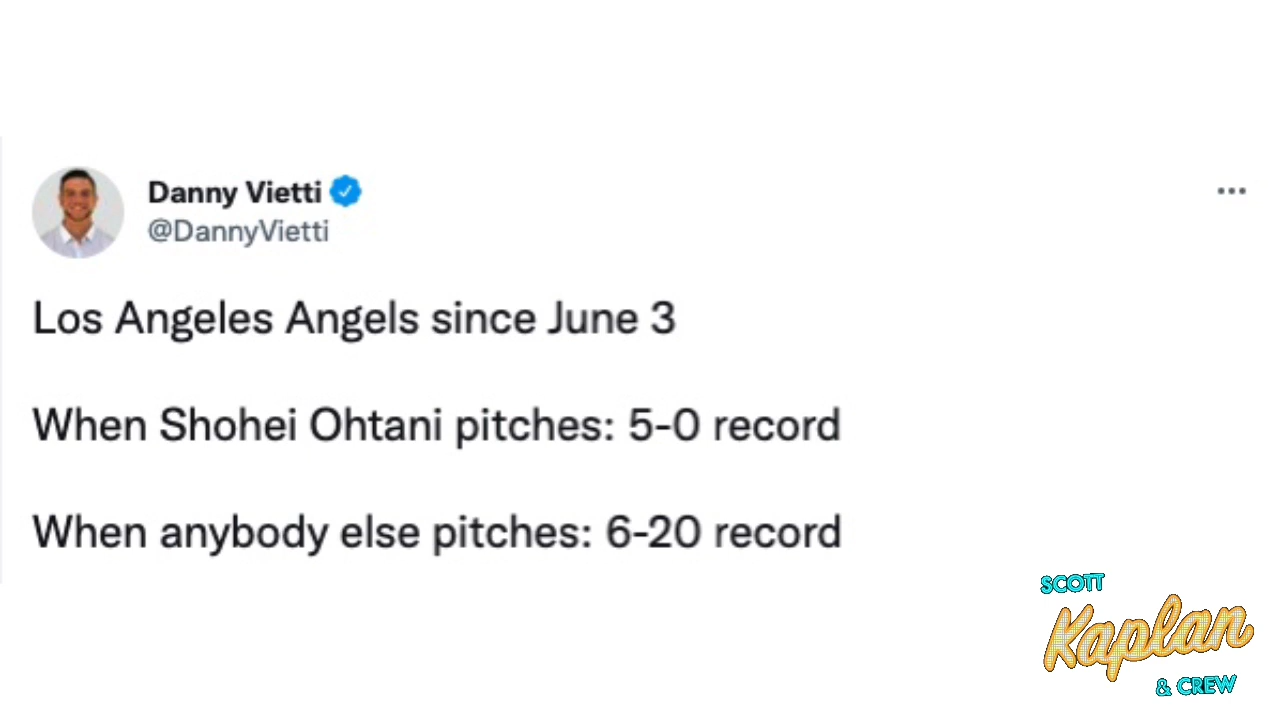 Danny Vietti
@DannyVietti
Los Angeles Angels since June 3
When Shohei Ohtani pitches: 5-0 record
When anybody else pitches: 6-20 record
SCOTT
Kaplan
& CREW